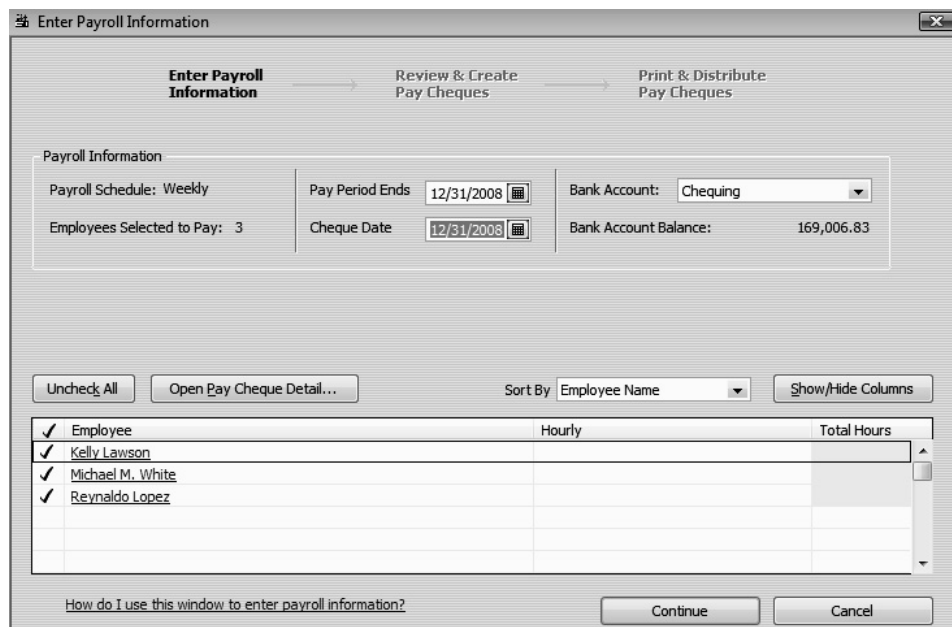 Enter Payroll Information
Enter Payroll Information
Review & Create Pay Cheques
Print & Distribute Pay Cheques
Payroll Information
Payroll Schedule: Weekly
Pay Period Ends 12/31/2008
Bank Account: Chequing
Employees Selected to Pay: 3
Cheque Date 12/31/2008
Bank Account Balance: 169,006.83
Uncheck All
Open Pay Cheque Detail...
Sort By Employee Name
Show/Hide Columns
Employee Hourly Total Hours
Kelly Lawson
Michael M. White
Reynaldo Lopez
How do I use this window to enter payroll information?
Continue
Cancel